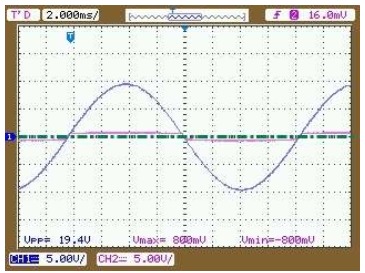 T'D 2.000ms/ T ƒ 2 16.0mV
T
1
Vpp= 19.4V Vmax= 800mV Vmin=-800mV
CH1 5.00V/ CH2 5.00V/